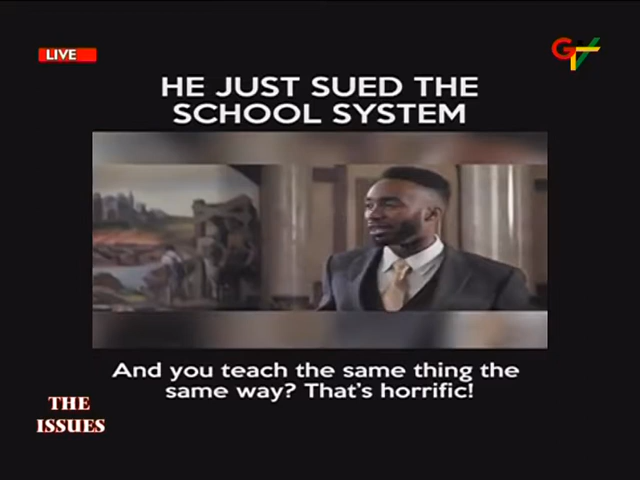 LIVE
GTV
HE JUST SUED THE
SCHOOL SYSTEM
And you teach the same thing the
same way? That's horrific!
THE
ISSUES